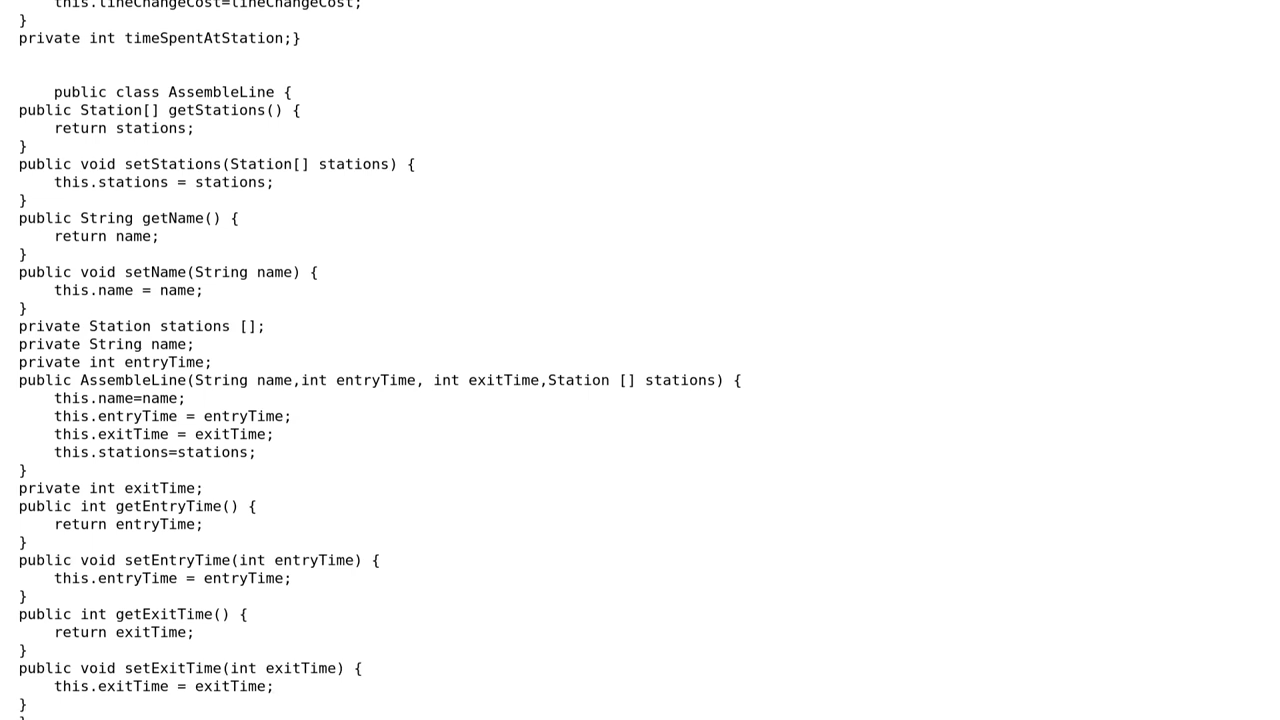 this.lineChangeCost=lineChangeCost;
}
private int timeSpentAtStation;}
public class AssembleLine {
public Station[] getStations() {
return stations;
}
public void setStations(Station[] stations) {
this.stations = stations;
}
public String getName() {
return name;
}
public void setName(String name) {
this.name = name;
}
private Station stations [];
private String name;
private int entryTime;
public AssembleLine(String name,int entryTime, int exitTime,Station [] stations) {
this.name=name;
this.entryTime = entryTime;
this.exitTime = exitTime;
this.stations=stations;
}
private int exitTime;
public int getEntryTime() {
return entryTime;
}
public void setEntryTime(int entryTime) {
this.entryTime = entryTime;
}
public int getExitTime() {
return exitTime;
}
public void setExitTime(int exitTime) {
this.exitTime = exitTime;
}
}